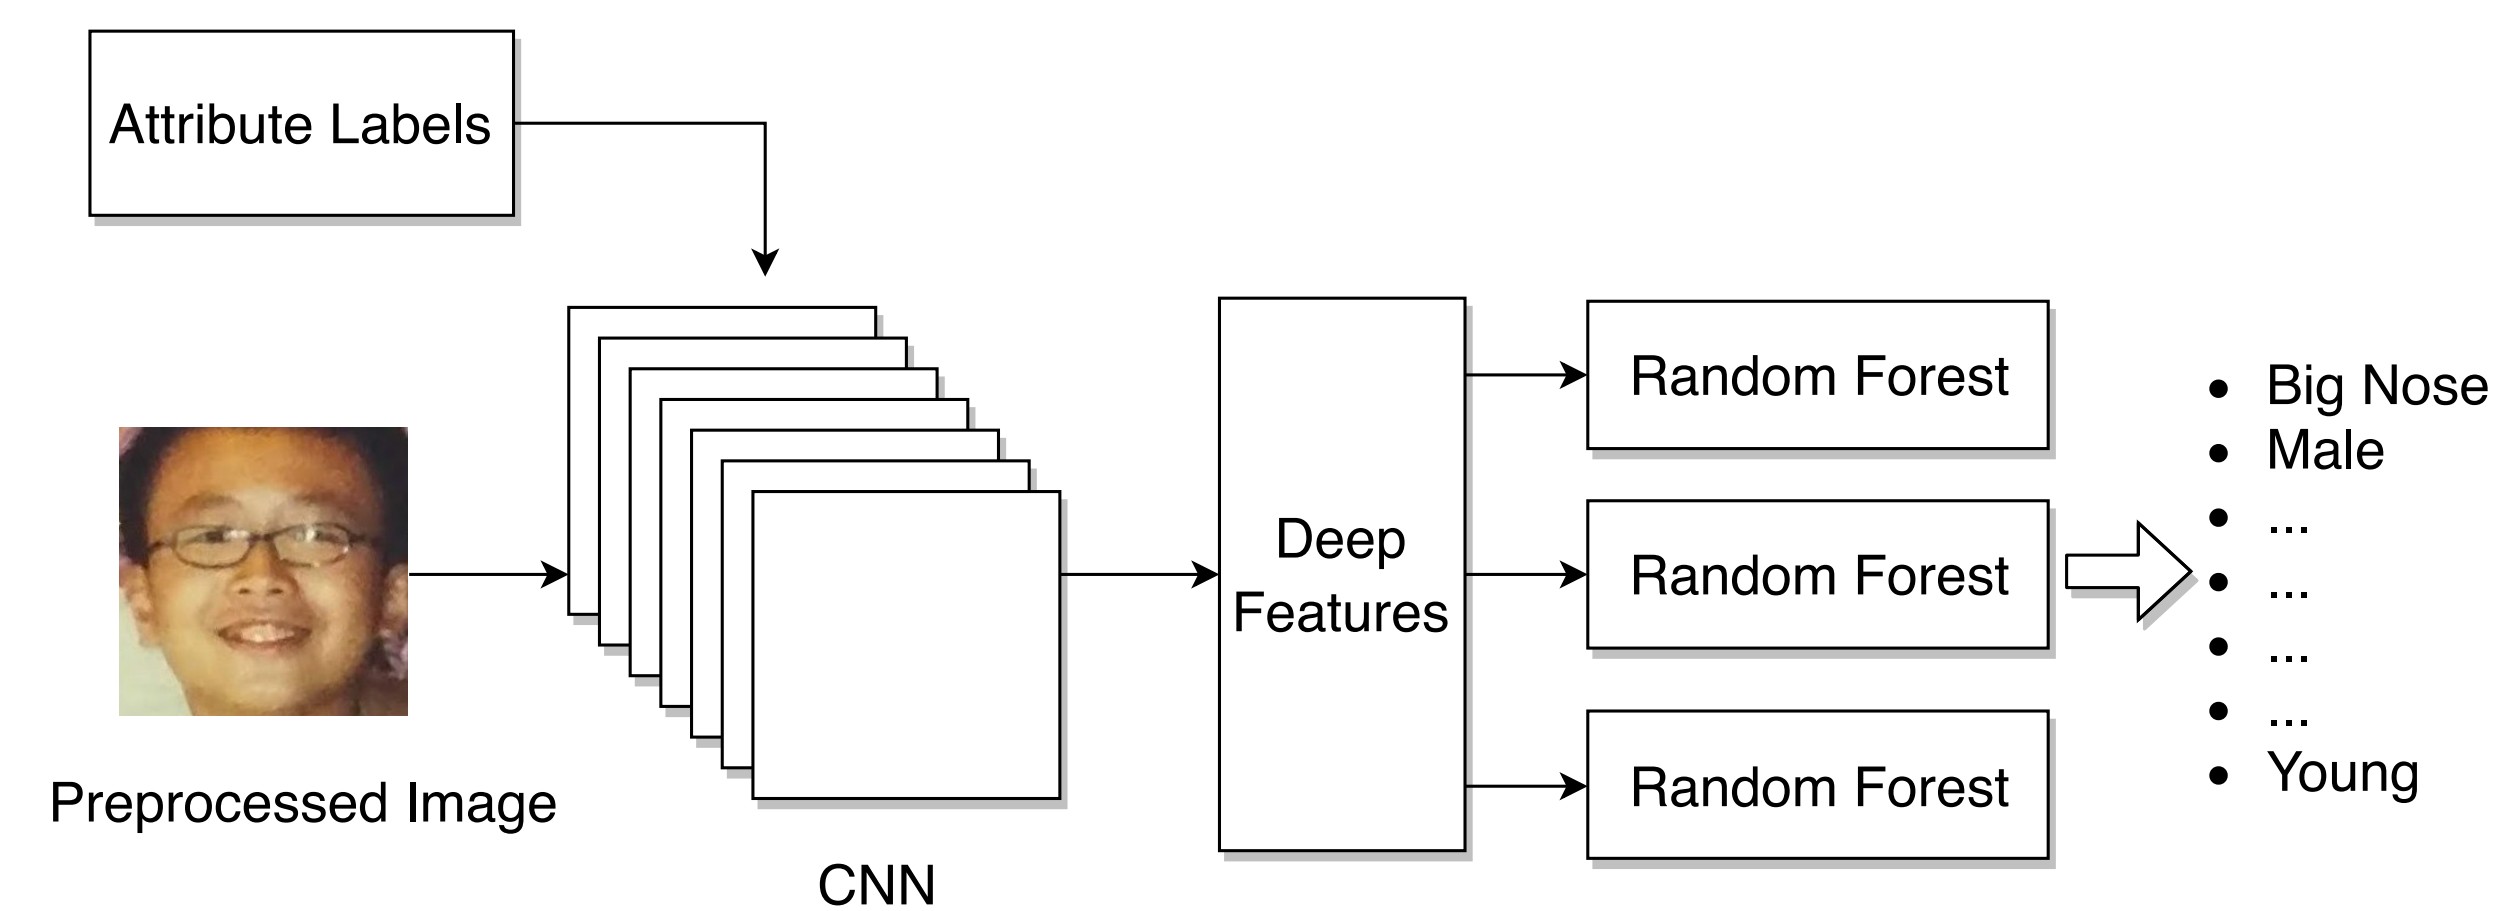 Attribute Labels
Preprocessed Image
CNN
Deep
Features
Random Forest
Random Forest
Random Forest
• Big Nose
• Male
• ...
• ...
• ...
• ...
• Young